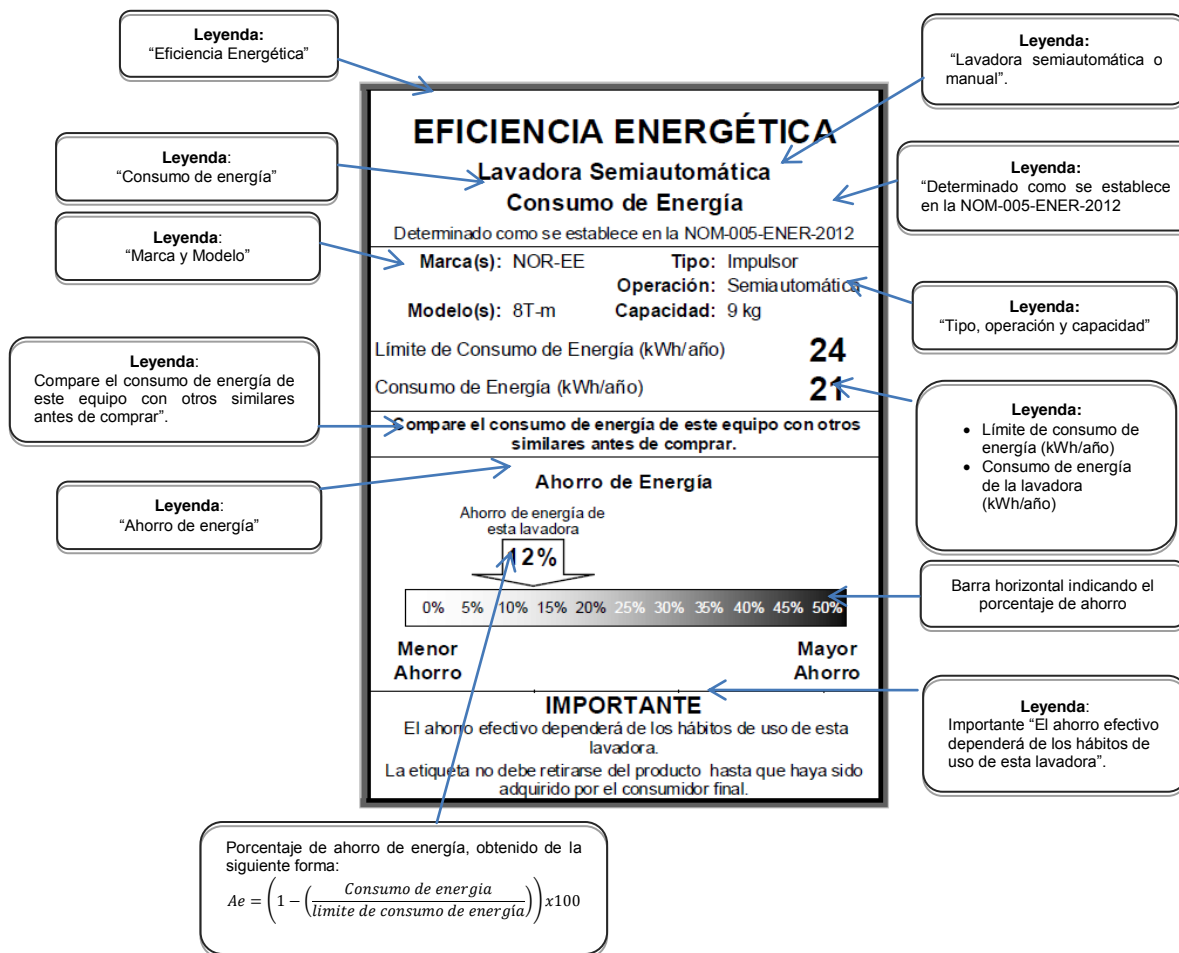 Leyenda:
“Eficiencia Energética”
Leyenda:
“Lavadora semiautomática o
manual”.
Leyenda:
“Consumo de energía”
Leyenda:
“Determinado como se establece
en la NOM-005-ENER-2012
Leyenda:
“Marca y Modelo”
Leyenda:
“Tipo, operación y capacidad”
Leyenda:
Compare el consumo de energía de
este equipo con otros similares
antes de comprar”.
Leyenda:
• Límite de consumo de
energía (kWh/año)
• Consumo de energía
de la lavadora
(kWh/año)
Leyenda:
“Ahorro de energía”
Barra horizontal indicando el
porcentaje de ahorro
Leyenda:
Importante “El ahorro efectivo
dependerá de los hábitos de
uso de esta lavadora”.
EFICIENCIA ENERGÉTICA
Lavadora Semiautomática
Consumo de Energía
Determinado como se establece en la NOM-005-ENER-2012
Marca(s): NOR-EE Tipo: Impulsor
Operación: Semiautomática
Modelo(s): 8T-m Capacidad: 9 kg
Límite de Consumo de Energía (kWh/año) 24
Consumo de Energía (kWh/año) 21
Compare el consumo de energía de este equipo con otros
similares antes de comprar.
Ahorro de Energía
Ahorro de energía de
esta lavadora
12%
0% 5% 10% 15% 20% 25% 30% 35% 40% 45% 50%
Menor Mayor
Ahorro Ahorro
IMPORTANTE
El ahorro efectivo dependerá de los hábitos de uso de esta
lavadora.
La etiqueta no debe retirarse del producto hasta que haya sido
adquirido por el consumidor final.
Porcentaje de ahorro de energía, obtenido de la
siguiente forma:
Ae = (1 − (Consumo de energia / limite de consumo de energía)) x100